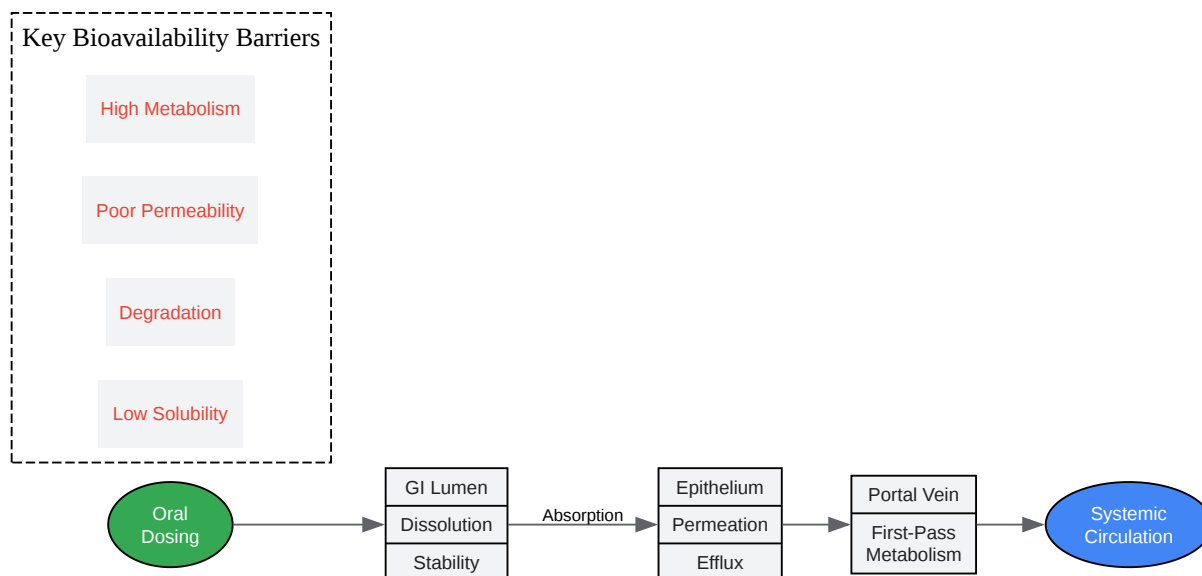 Key Bioavailability Barriers
High Metabolism
Poor Permeability
Degradation
Low Solubility
Oral
Dosing
GI Lumen
Dissolution
Stability
Absorption
Epithelium
Permeation
Efflux
Portal Vein
First-Pass
Metabolism
Systemic
Circulation